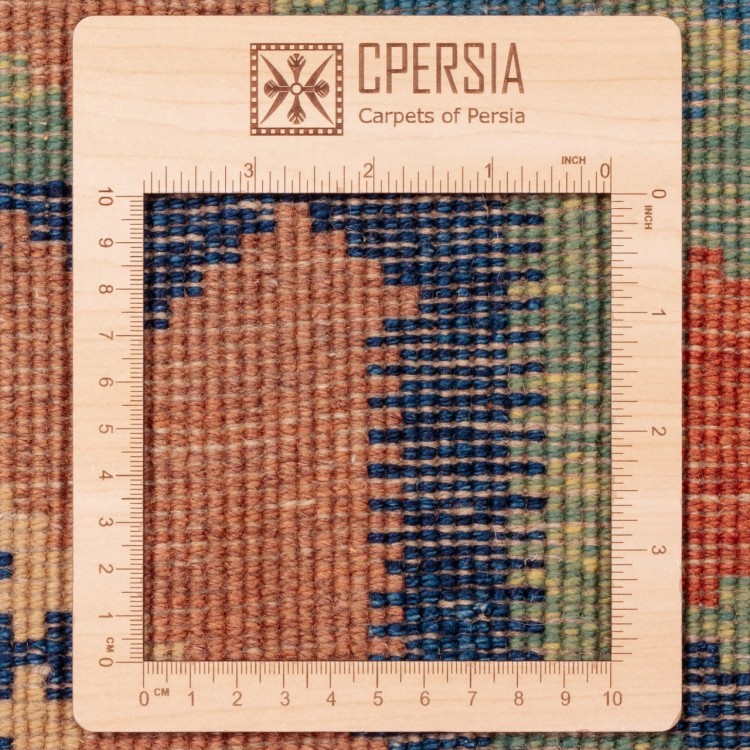 CPERSIA
Carpets of Persia
INCH
3 2 1 0
10 9 8 7 6 5 4 3 2 1 CM 0
0 INCH 1 2 3
0 CM 1 2 3 4 5 6 7 8 9 10